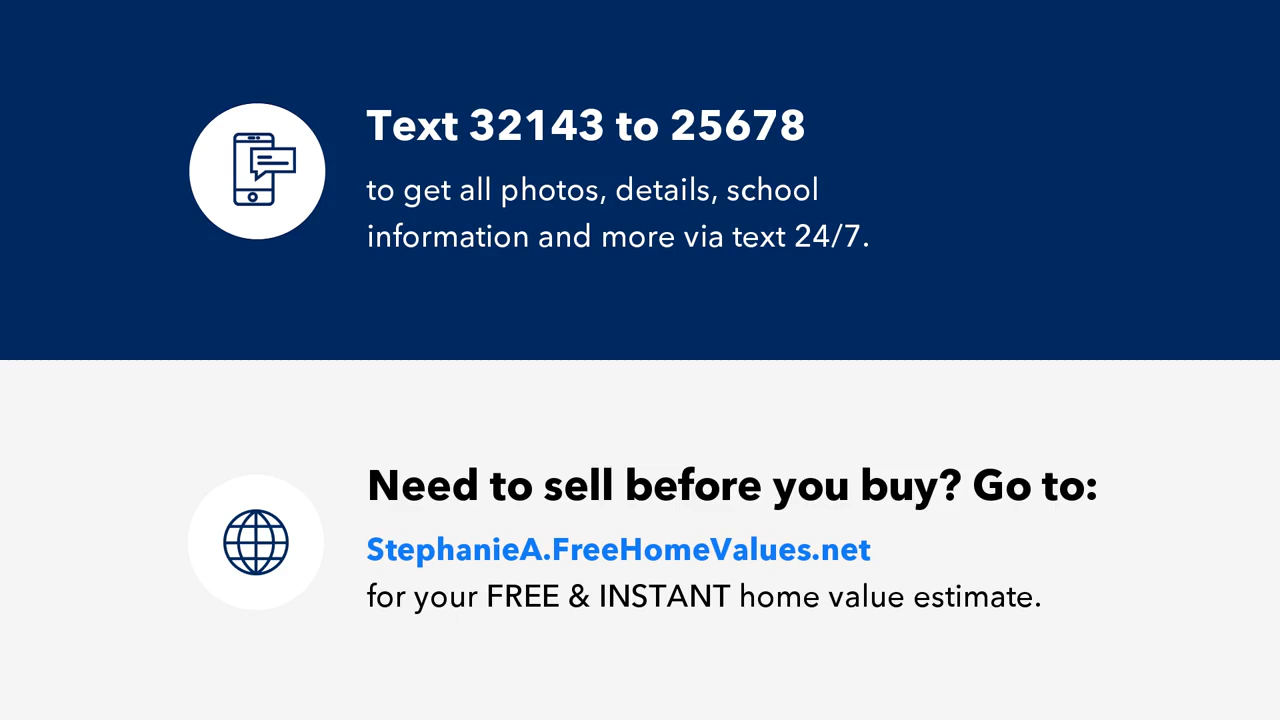 Text 32143 to 25678
to get all photos, details, school
information and more via text 24/7.
Need to sell before you buy? Go to:
StephanieA.FreeHomeValues.net
for your FREE & INSTANT home value estimate.